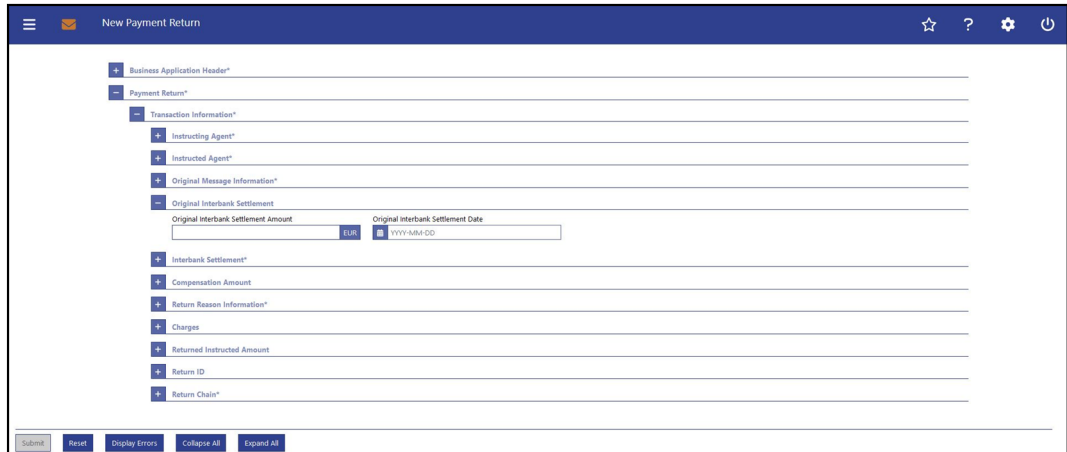 New Payment Return
Business Application Header*
Payment Return*
Transaction Information*
Instructing Agent*
Instructed Agent*
Original Message Information*
Original Interbank Settlement
Original Interbank Settlement Amount Original Interbank Settlement Date
EUR YYYY-MM-DD
Interbank Settlement*
Compensation Amount
Return Reason Information*
Charges
Returned Instructed Amount
Return ID
Return Chain*
Submit Reset Display Errors Collapse All Expand All